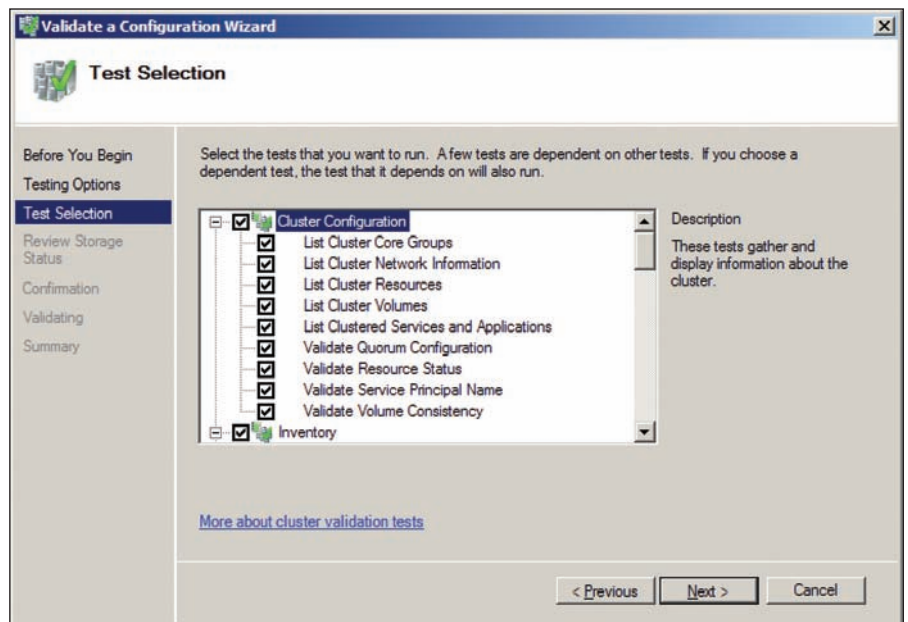 Validate a Configuration Wizard
Test Selection
Before You Begin
Testing Options
Test Selection
Review Storage
Status
Confirmation
Validating
Summary
Select the tests that you want to run. A few tests are dependent on other tests. If you choose a
dependent test, the test that it depends on will also run.
Cluster Configuration
List Cluster Core Groups
List Cluster Network Information
List Cluster Resources
List Cluster Volumes
List Clustered Services and Applications
Validate Quorum Configuration
Validate Resource Status
Validate Service Principal Name
Validate Volume Consistency
Inventory
Description
These tests gather and
display information about the
cluster.
More about cluster validation tests
< Previous
Next >
Cancel